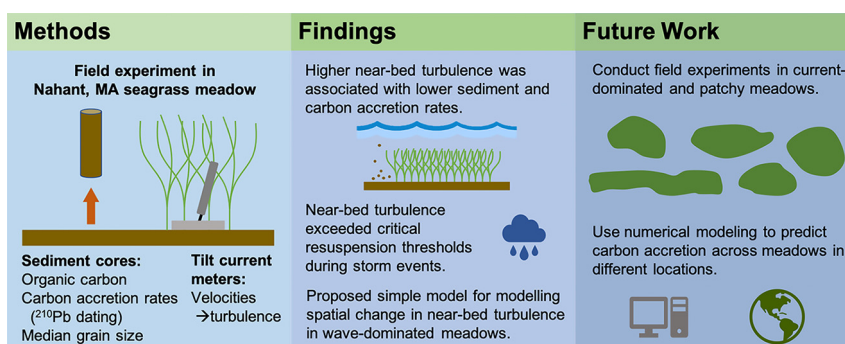 Methods
Field experiment in
Nahant, MA seagrass meadow
Sediment cores:
Organic carbon
Carbon accretion rates
(²¹⁰Pb dating)
Median grain size
Tilt current
meters:
Velocities
→turbulence
Findings
Higher near-bed turbulence was
associated with lower sediment and
carbon accretion rates.
Near-bed turbulence
exceeded critical
resuspension thresholds
during storm events.
Proposed simple model for modelling
spatial change in near-bed turbulence
in wave-dominated meadows.
Future Work
Conduct field experiments in current-
dominated and patchy meadows.
Use numerical modeling to predict
carbon accretion across meadows in
different locations.